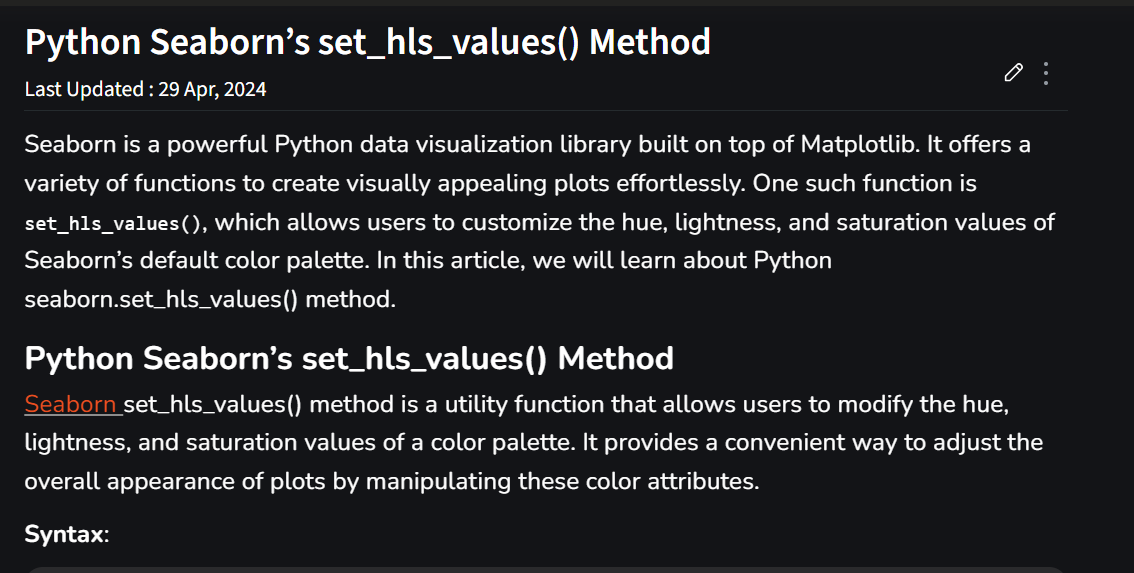 Python Seaborn’s set_hls_values() Method
Last Updated : 29 Apr, 2024
Seaborn is a powerful Python data visualization library built on top of Matplotlib. It offers a
variety of functions to create visually appealing plots effortlessly. One such function is
set_hls_values(), which allows users to customize the hue, lightness, and saturation values of
Seaborn’s default color palette. In this article, we will learn about Python
seaborn.set_hls_values() method.
Python Seaborn’s set_hls_values() Method
Seaborn set_hls_values() method is a utility function that allows users to modify the hue,
lightness, and saturation values of a color palette. It provides a convenient way to adjust the
overall appearance of plots by manipulating these color attributes.
Syntax: